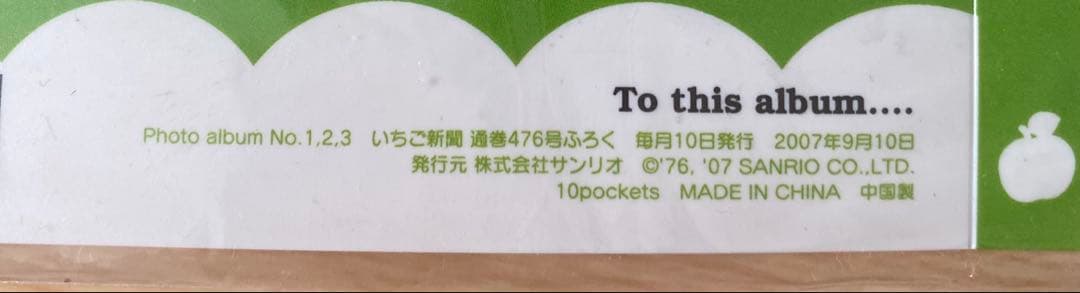 To this album....
Photo album No.1,2,3 いちご新聞 通巻476号ふろく 毎月10日発行 2007年9月10日
発行元 株式会社サンリオ ©'76, '07 SANRIO CO.,LTD.
10pockets MADE IN CHINA 中国製